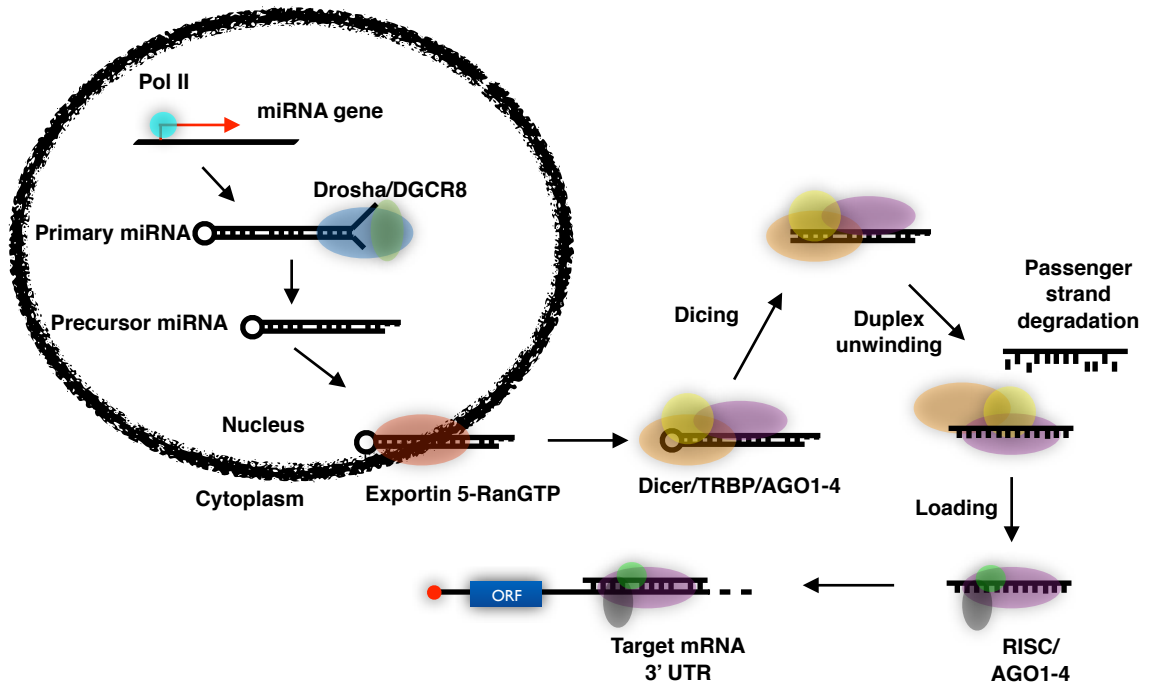 Pol II
miRNA gene
Drosha/DGCR8
Primary miRNA
Precursor miRNA
Nucleus
Cytoplasm
Exportin 5-RanGTP
Dicer/TRBP/AGO1-4
Dicing
Duplex
unwinding
Passenger
strand
degradation
Loading
RISC/
AGO1-4
ORF
Target mRNA
3’ UTR